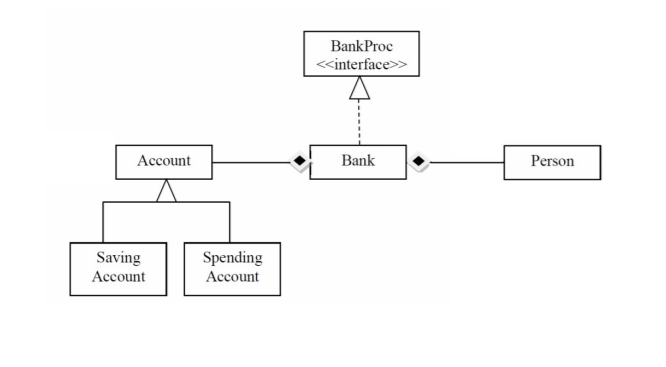 BankProc
<<interface>>
Account
Bank
Person
Saving
Account
Spending
Account